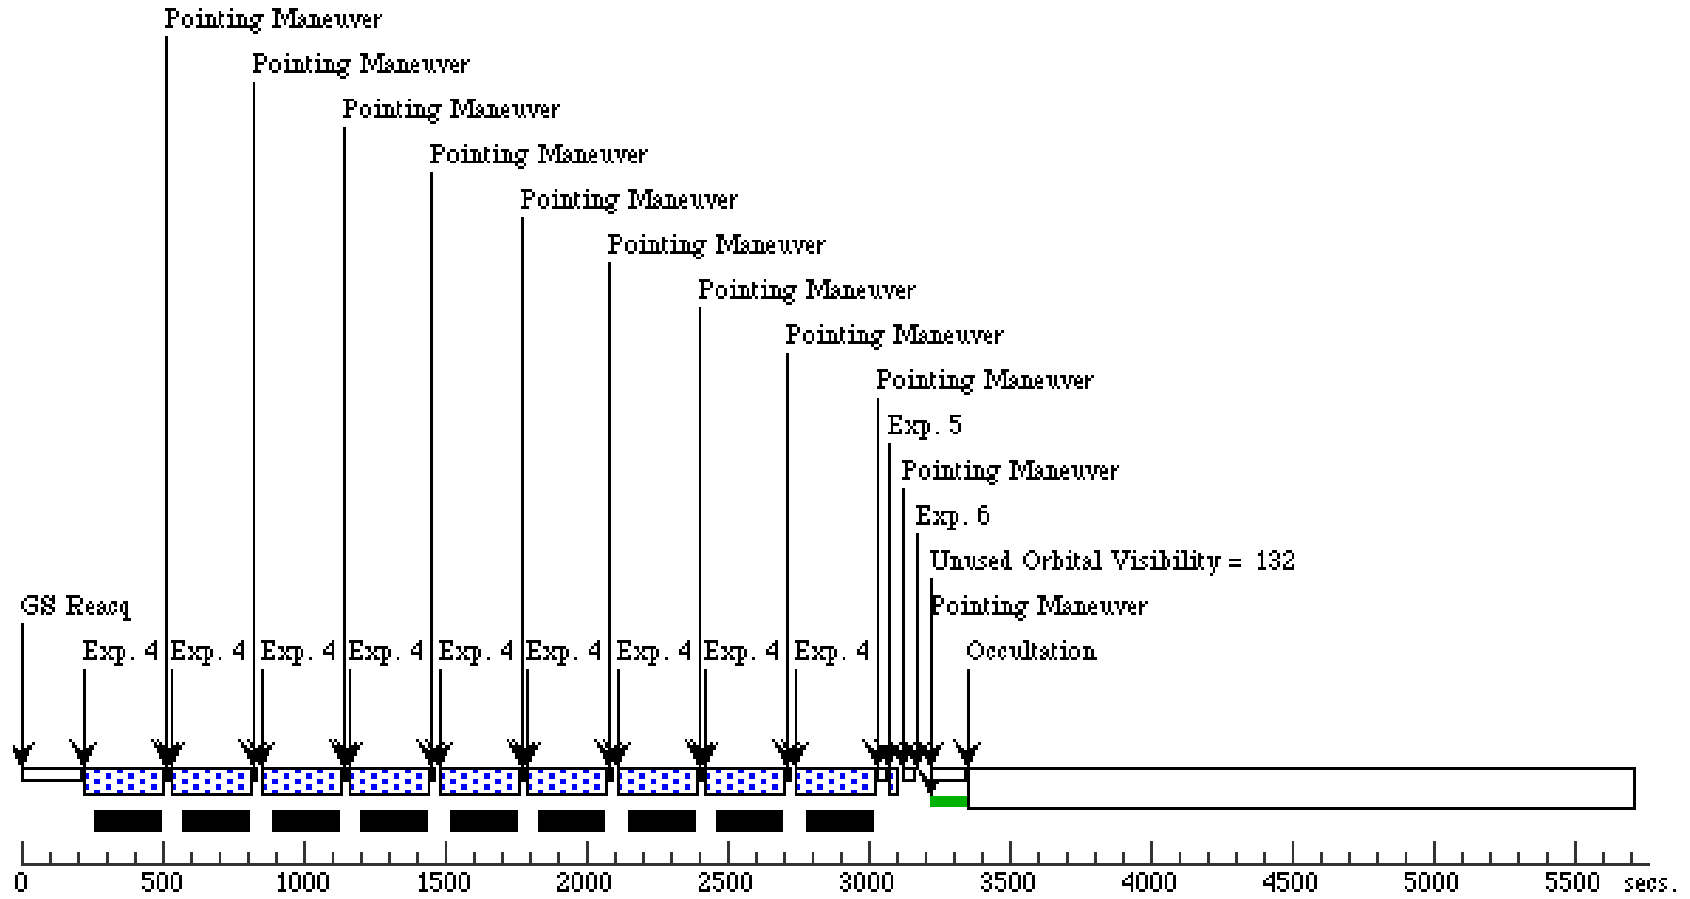 Pointing Maneuver
Pointing Maneuver
Pointing Maneuver
Pointing Maneuver
Pointing Maneuver
Pointing Maneuver
Pointing Maneuver
Pointing Maneuver
Pointing Maneuver
Exp. 5
Pointing Maneuver
Exp. 6
Unused Orbital Visibility = 132
GS Reacq Pointing Maneuver
Exp. 4 Exp. 4 Exp. 4 Exp. 4 Exp. 4 Exp. 4 Exp. 4 Exp. 4 Exp. 4 Occultation
0 500 1000 1500 2000 2500 3000 3500 4000 4500 5000 5500 secs.